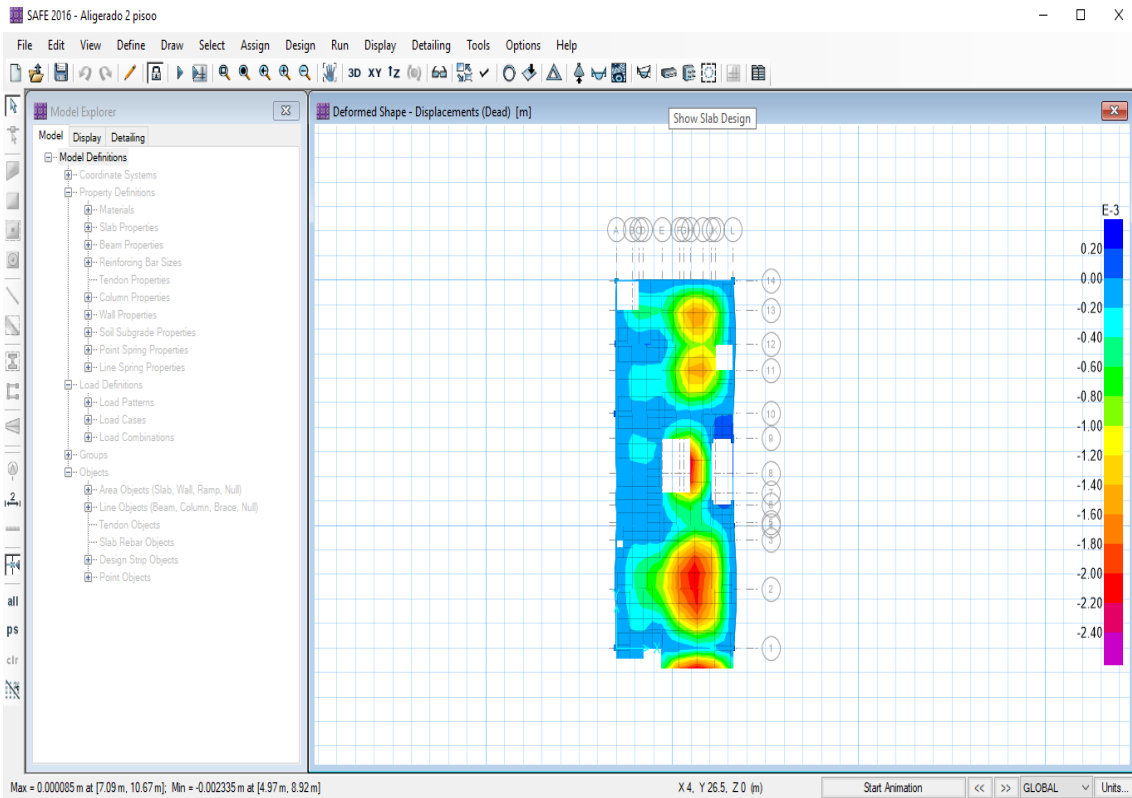 SAFE 2016 - Aligerado 2 pisoo
File Edit View Define Draw Select Assign Design Run Display Detailing Tools Options Help
3D XY
Model Explorer
Model Display Detailing
Model Definitions
Coordinate Systems
Property Definitions
Materials
Slab Properties
Beam Properties
Reinforcing Bar Sizes
Tendon Properties
Column Properties
Wall Properties
Soil Subgrade Properties
Point Spring Properties
Line Spring Properties
Load Definitions
Load Patterns
Load Cases
Load Combinations
Groups
Objects
Area Objects (Slab, Wall, Ramp, Null)
Line Objects (Beam, Column, Brace, Null)
Tendon Objects
Slab Rebar Objects
Design Strip Objects
Point Objects
2
all
ps
clr
Deformed Shape - Displacements (Dead) [m]
Show Slab Design
A E L
14
13
12
11
10
9
8
3
2
1
E-3
0.20
0.00
-0.20
-0.40
-0.60
-0.80
-1.00
-1.20
-1.40
-1.60
-1.80
-2.00
-2.20
-2.40
Max = 0.000085 m at [7.09 m, 10.67 m]; Min = -0.002335 m at [4.97 m, 8.92 m]
X 4, Y 26.5, Z 0 (m)
Start Animation
<< >>
GLOBAL
Units...